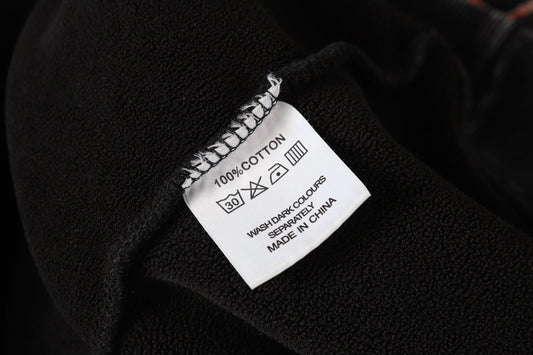 100%COTTON
30
WASH DARK COLOURS
SEPARATELY
MADE IN CHINA